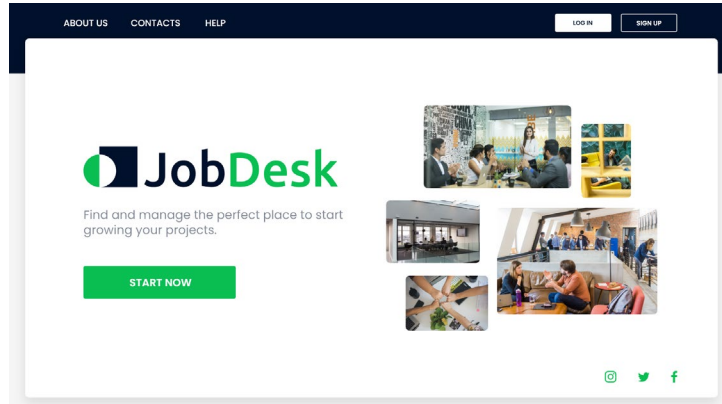 ABOUT US CONTACTS HELP LOG IN SIGN UP
JobDesk
Find and manage the perfect place to start
growing your projects.
START NOW